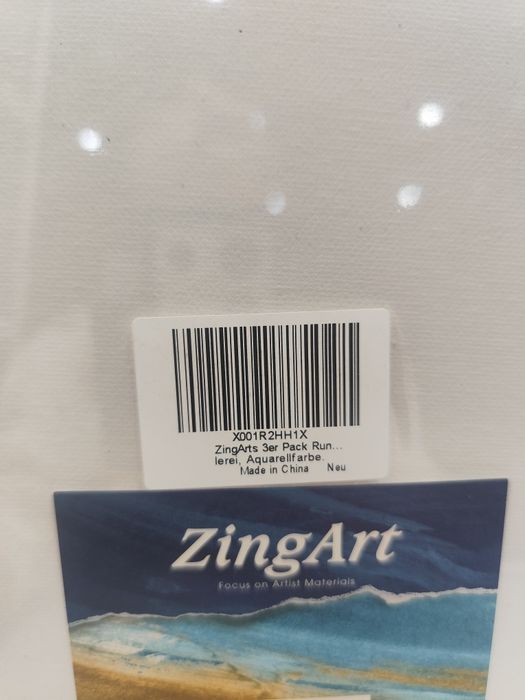 X001R2HH1X
ZingArts 3er Pack Run...
lerei, Aquarellfarbe.
Made in China Neu
ZingArt
Focus on Artist Materials